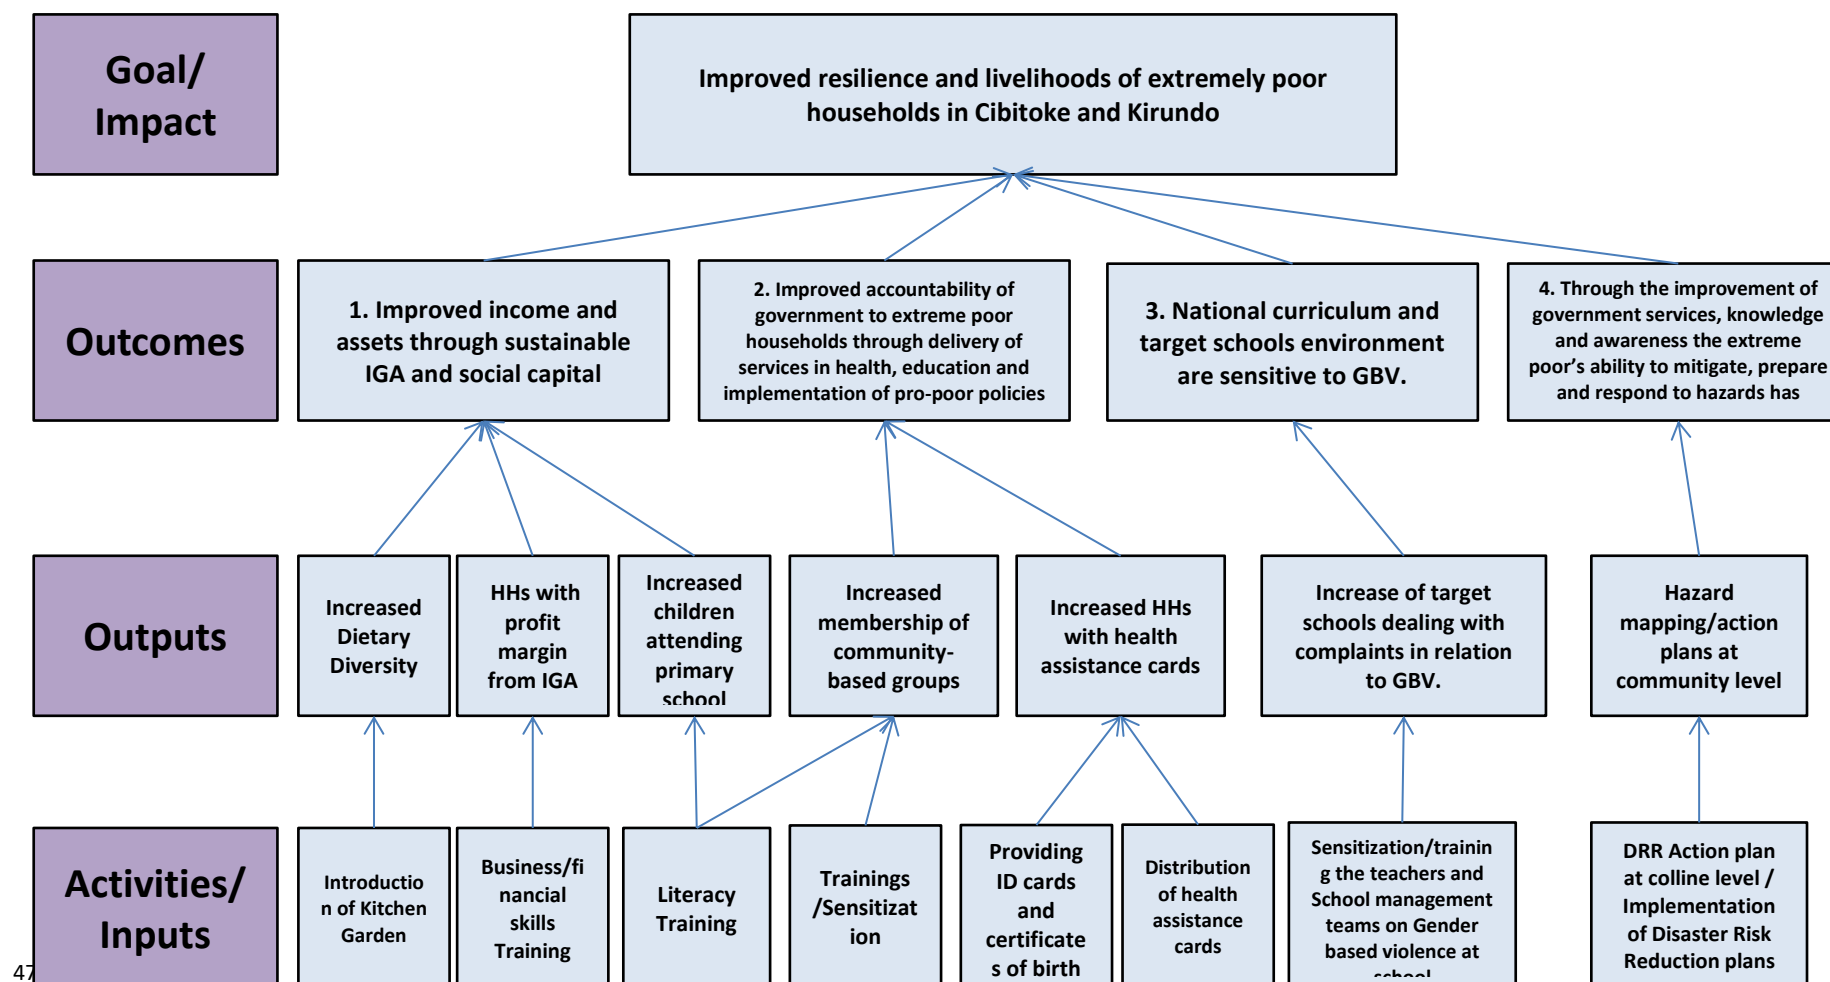 Goal/
Impact
Improved resilience and livelihoods of extremely poor
households in Cibitoke and Kirundo
Outcomes
1. Improved income and
assets through sustainable
IGA and social capital
2. Improved accountability of
government to extreme poor
households through delivery of
services in health, education and
implementation of pro-poor policies
3. National curriculum and
target schools environment
are sensitive to GBV.
4. Through the improvement of
government services, knowledge
and awareness the extreme
poor’s ability to mitigate, prepare
and respond to hazards has
Outputs
Increased
Dietary
Diversity
HHs with
profit
margin
from IGA
Increased
children
attending
primary
school
Increased
membership of
community-
based groups
Increased HHs
with health
assistance cards
Increase of target
schools dealing with
complaints in relation
to GBV.
Hazard
mapping/action
plans at
community level
Activities/
Inputs
Introductio
n of Kitchen
Garden
Business/fi
nancial
skills
Training
Literacy
Training
Trainings
/Sensitizat
ion
Providing
ID cards
and
certificate
s of birth
Distribution
of health
assistance
cards
Sensitization/trainin
g the teachers and
School management
teams on Gender
based violence at
school
DRR Action plan
at colline level /
Implementation
of Disaster Risk
Reduction plans
47